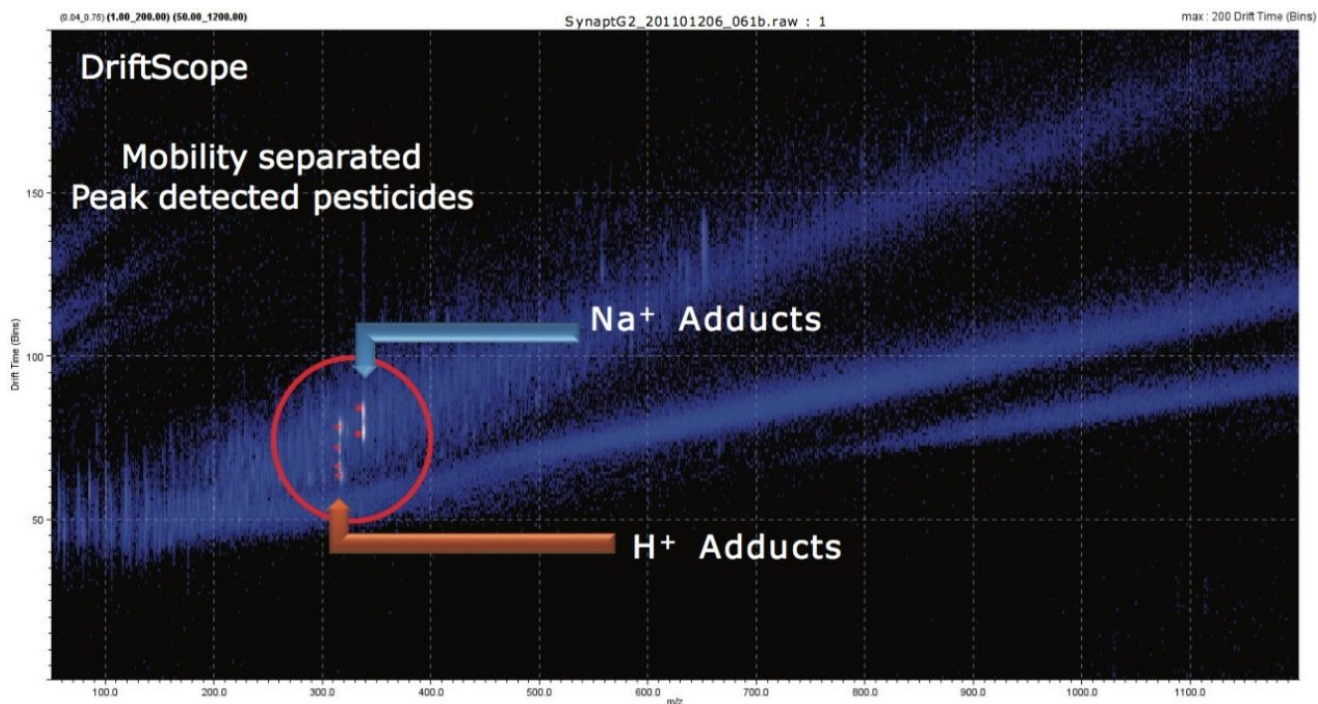 (0.04_0.75) (1.00_200.00) (50.00_1200.00)
SynaptG2_201101206_061b.raw : 1
max : 200 Drift Time (Bins)
DriftScope
Mobility separated
Peak detected pesticides
150
Na⁺ Adducts
100
Drift Time (Bins)
50
H⁺ Adducts
100.0 200.0 300.0 400.0 500.0 600.0 700.0 800.0 900.0 1000.0 1100.0
m/z